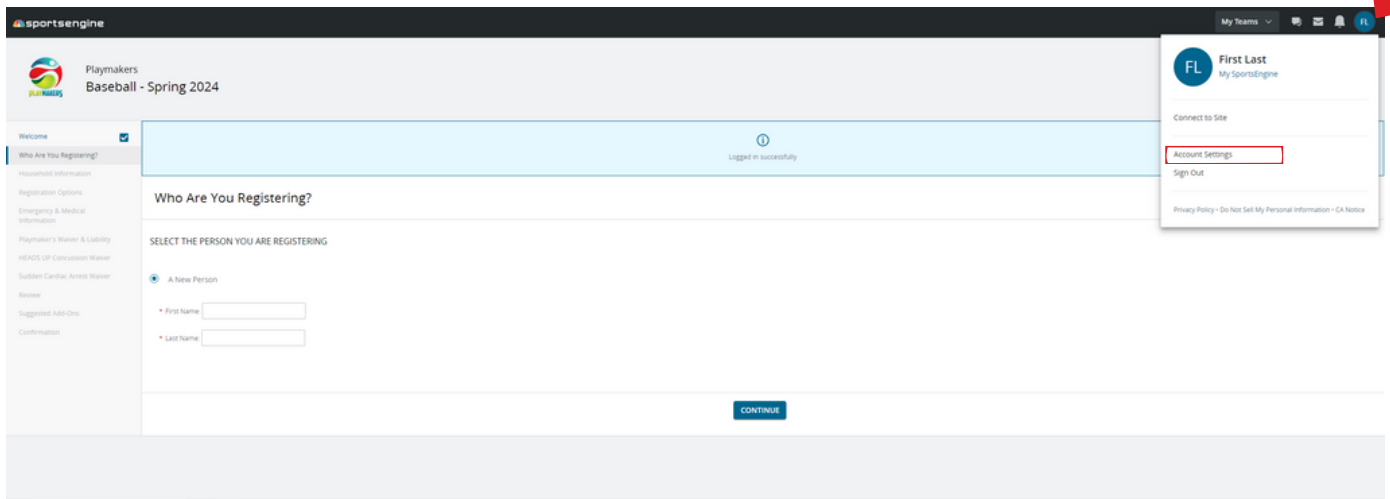 sportsengine
My Teams
FL
PLAYMAKERS
Playmakers
Baseball - Spring 2024
FL
First Last
My SportsEngine
Connect to Site
Account Settings
Sign Out
Privacy Policy • Do Not Sell My Personal Information • CA Notice
Welcome
Who Are You Registering?
Household Information
Registration Options
Emergency & Medical
Information
Playmaker's Waiver & Liability
HEADS UP Concussion Waiver
Sudden Cardiac Arrest Waiver
Review
Suggested Add-Ons
Confirmation
Logged in successfully
Who Are You Registering?
SELECT THE PERSON YOU ARE REGISTERING
A New Person
* First Name
* Last Name
CONTINUE